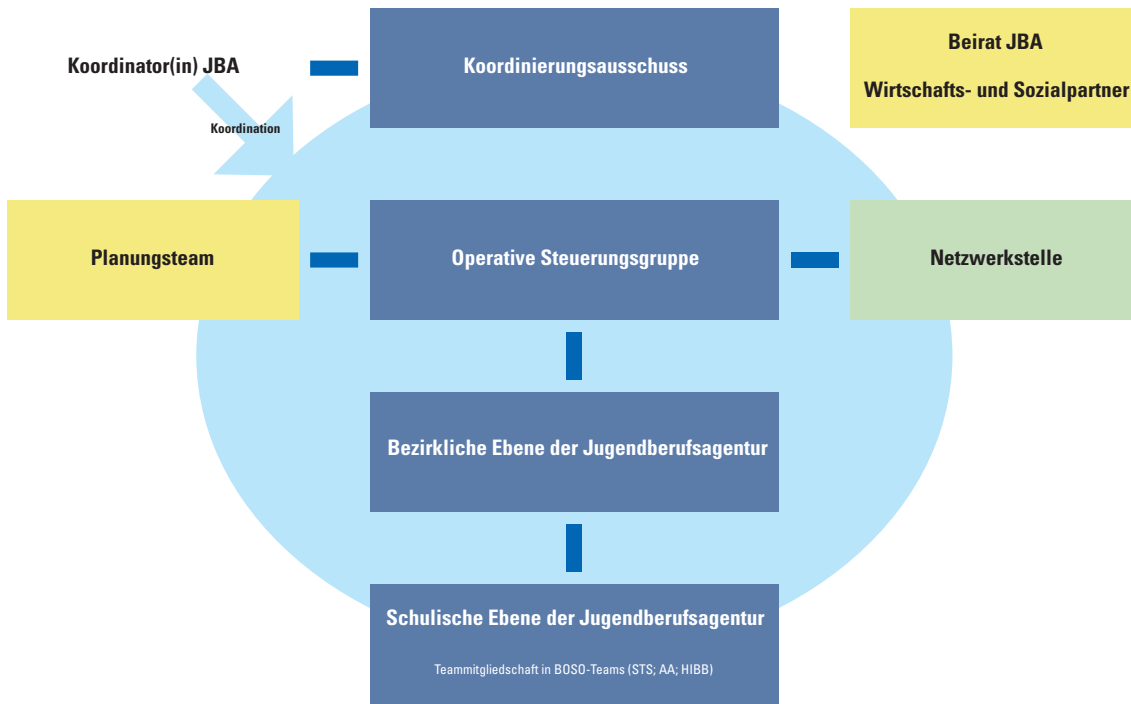 Koordinator(in) JBA
Koordinierungsausschuss
Beirat JBA
Wirtschafts- und Sozialpartner
Koordination
Planungsteam
Operative Steuerungsgruppe
Netzwerkstelle
Bezirkliche Ebene der Jugendberufsagentur
Schulische Ebene der Jugendberufsagentur
Teammitgliedschaft in BOSO-Teams (STS; AA; HIBB)